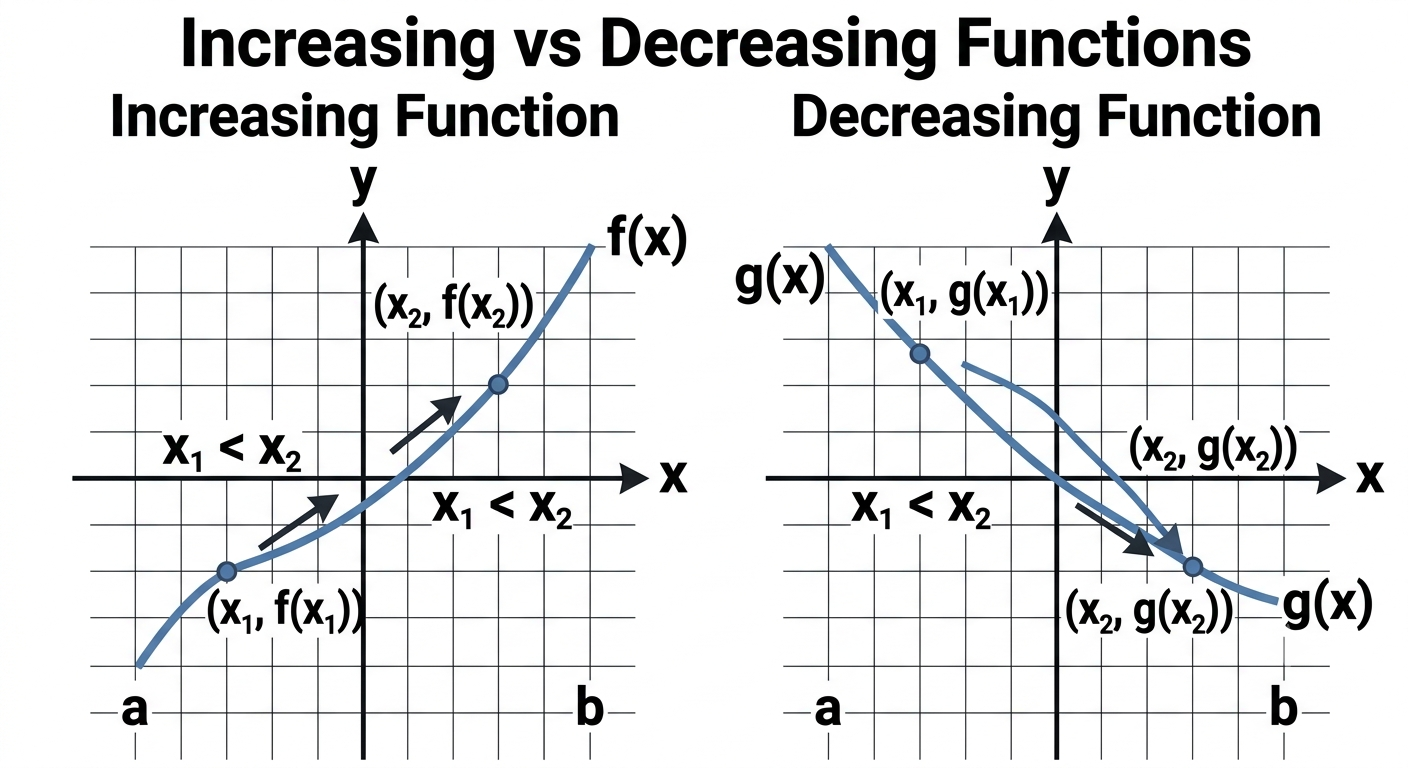 Increasing vs Decreasing Functions
Increasing Function
y
f(x)
(x₂, f(x₂))
x₁ < x₂
x
x₁ < x₂
(x₁, f(x₁))
a
b
Decreasing Function
y
g(x)
(x₁, g(x₁))
(x₂, g(x₂))
x
x₁ < x₂
(x₂, g(x₂))
g(x)
a
b